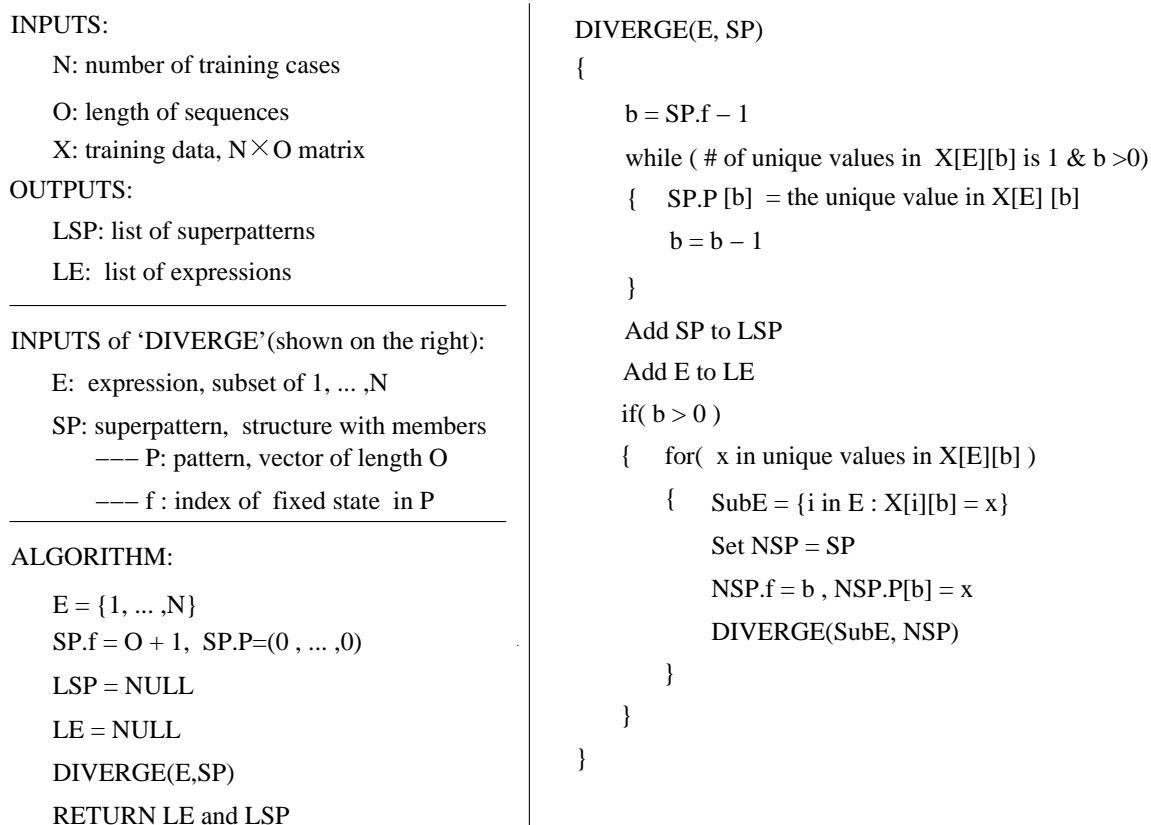 INPUTS:
N: number of training cases
O: length of sequences
X: training data, N×O matrix
OUTPUTS:
LSP: list of superpatterns
LE: list of expressions
INPUTS of ‘DIVERGE’(shown on the right):
E: expression, subset of 1, ... ,N
SP: superpattern, structure with members
−−− P: pattern, vector of length O
−−− f : index of fixed state in P
ALGORITHM:
E = {1, ... ,N}
SP.f = O + 1, SP.P=(0 , ... ,0)
LSP = NULL
LE = NULL
DIVERGE(E,SP)
RETURN LE and LSP
DIVERGE(E, SP)
{
b = SP.f − 1
while ( # of unique values in X[E][b] is 1 & b >0)
{ SP.P [b] = the unique value in X[E] [b]
b = b − 1
}
Add SP to LSP
Add E to LE
if( b > 0 )
{ for( x in unique values in X[E][b] )
{ SubE = {i in E : X[i][b] = x}
Set NSP = SP
NSP.f = b , NSP.P[b] = x
DIVERGE(SubE, NSP)
}
}
}